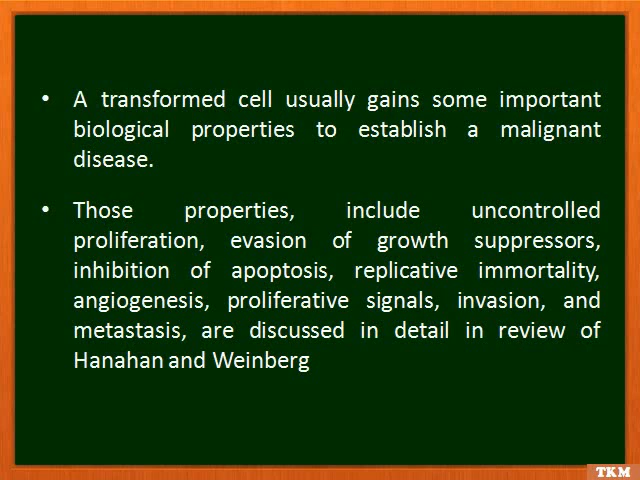 • A transformed cell usually gains some important
biological properties to establish a malignant
disease.
• Those properties, include uncontrolled
proliferation, evasion of growth suppressors,
inhibition of apoptosis, replicative immortality,
angiogenesis, proliferative signals, invasion, and
metastasis, are discussed in detail in review of
Hanahan and Weinberg
TKM